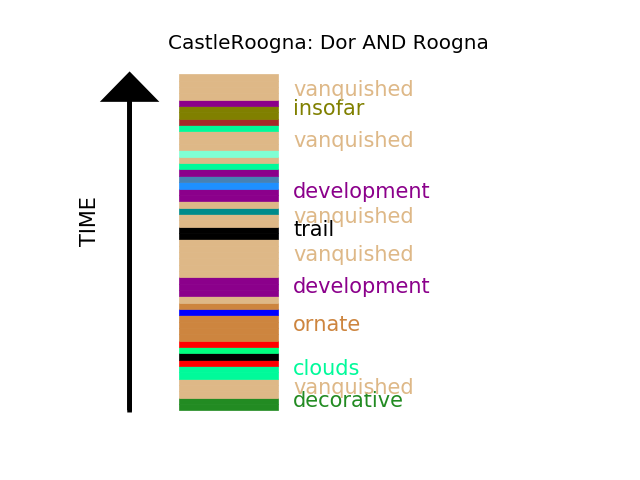 CastleRoogna: Dor AND Roogna
vanquished
insofar
vanquished
development
vanquished
trail
vanquished
development
ornate
clouds
vanquished
decorative
TIME